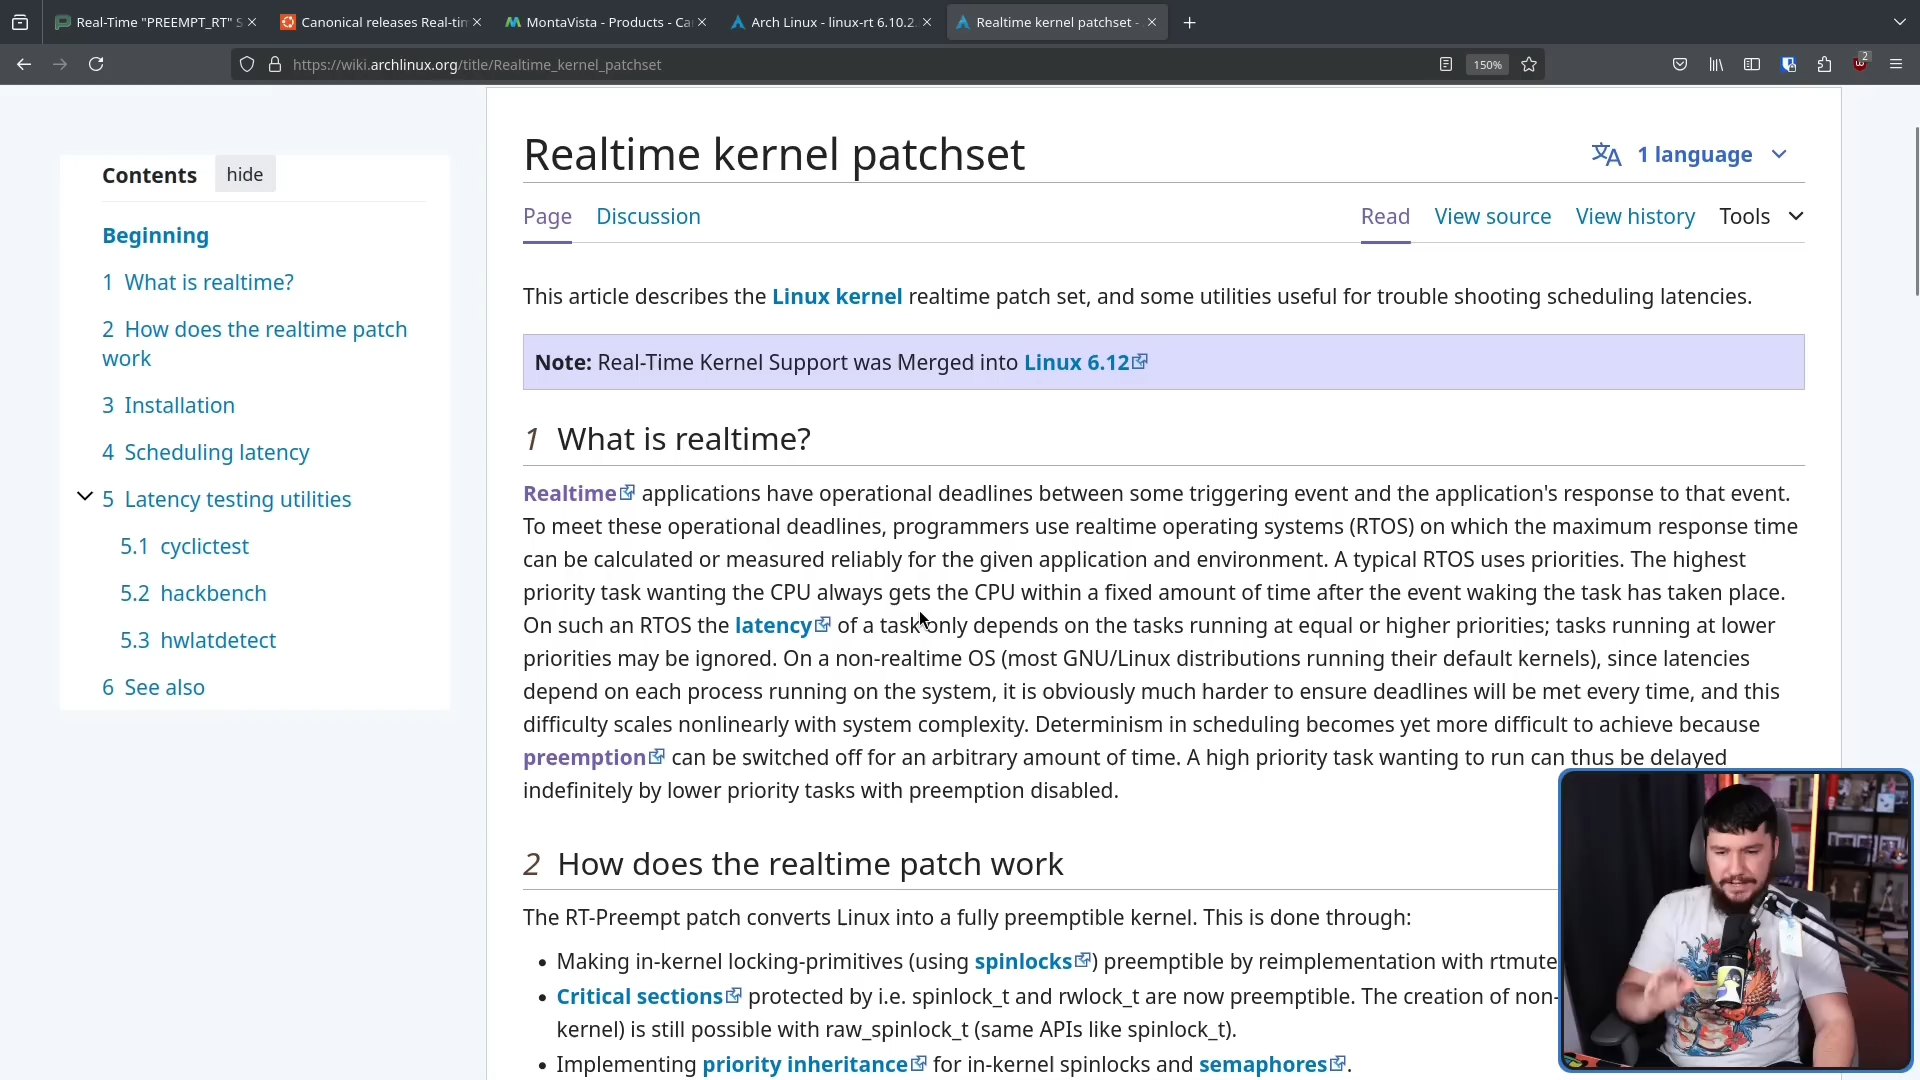 Real-Time "PREEMPT_RT" S
Canonical releases Real-tim
MontaVista - Products - Ca
Arch Linux - linux-rt 6.10.2.
Realtime kernel patchset -
https://wiki.archlinux.org/title/Realtime_kernel_patchset
150%
2
Contents
hide
Beginning
1 What is realtime?
2 How does the realtime patch
work
3 Installation
4 Scheduling latency
5 Latency testing utilities
5.1 cyclictest
5.2 hackbench
5.3 hwlatdetect
6 See also
Realtime kernel patchset
1 language
Page Discussion
Read View source View history Tools
This article describes the Linux kernel realtime patch set, and some utilities useful for trouble shooting scheduling latencies.
Note: Real-Time Kernel Support was Merged into Linux 6.12
1 What is realtime?
Realtime applications have operational deadlines between some triggering event and the application's response to that event.
To meet these operational deadlines, programmers use realtime operating systems (RTOS) on which the maximum response time
can be calculated or measured reliably for the given application and environment. A typical RTOS uses priorities. The highest
priority task wanting the CPU always gets the CPU within a fixed amount of time after the event waking the task has taken place.
On such an RTOS the latency of a task only depends on the tasks running at equal or higher priorities; tasks running at lower
priorities may be ignored. On a non-realtime OS (most GNU/Linux distributions running their default kernels), since latencies
depend on each process running on the system, it is obviously much harder to ensure deadlines will be met every time, and this
difficulty scales nonlinearly with system complexity. Determinism in scheduling becomes yet more difficult to achieve because
preemption can be switched off for an arbitrary amount of time. A high priority task wanting to run can thus be delayed
indefinitely by lower priority tasks with preemption disabled.
2 How does the realtime patch work
The RT-Preempt patch converts Linux into a fully preemptible kernel. This is done through:
• Making in-kernel locking-primitives (using spinlocks) preemptible by reimplementation with rtmute
• Critical sections protected by i.e. spinlock_t and rwlock_t are now preemptible. The creation of non-
kernel) is still possible with raw_spinlock_t (same APIs like spinlock_t).
• Implementing priority inheritance for in-kernel spinlocks and semaphores.